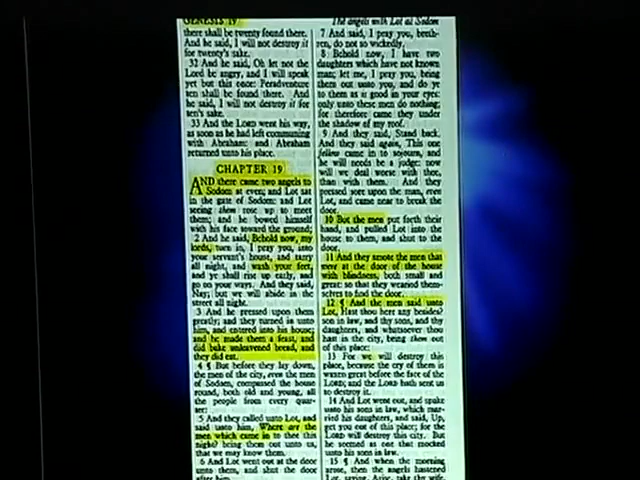 GENESIS 19
there shall be twenty found there.
And he said, I will not destroy it
for twenty's sake.
32 And he said, Oh let not the
Lord be angry, and I will speak
yet but this once: Peradventure
ten shall be found there. And
he said, I will not destroy it for
ten's sake.
33 And the LORD went his way,
as soon as he had left communing
with Abraham: and Abraham
returned unto his place.
CHAPTER 19
AND there came two angels to
Sodom at even; and Lot sat
in the gate of Sodom: and Lot
seeing them rose up to meet
them; and he bowed himself
with his face toward the ground;
2 And he said, Behold now, my
lords, turn in, I pray you, into
your servant's house, and tarry
all night, and wash your feet,
and ye shall rise up early, and
go on your ways. And they said,
Nay; but we will abide in the
street all night.
3 And he pressed upon them
greatly; and they turned in unto
him, and entered into his house;
and he made them a feast, and
did bake unleavened bread, and
they did eat.
4 ¶ But before they lay down,
the men of the city, even the men
of Sodom, compassed the house
round, both old and young, all
the people from every quar-
ter:
5 And they called unto Lot, and
said unto him, Where are the
men which came in to thee this
night? bring them out unto us,
that we may know them.
6 And Lot went out at the door
unto them, and shut the door
after him,
The angels with Lot at Sodom
7 And said, I pray you, breth-
ren, do not so wickedly.
8 Behold now, I have two
daughters which have not known
man; let me, I pray you, bring
them out unto you, and do ye
to them as is good in your eyes:
only unto these men do nothing;
for therefore came they under
the shadow of my roof.
9 And they said, Stand back.
And they said again, This one
fellow came in to sojourn, and
he will needs be a judge: now
will we deal worse with thee,
than with them. And they
pressed sore upon the man, even
Lot, and came near to break the
door.
10 But the men put forth their
hand, and pulled Lot into the
house to them, and shut to the
door.
11 And they smote the men that
were at the door of the house
with blindness, both small and
great: so that they wearied them-
selves to find the door.
12 ¶ And the men said unto
Lot, Hast thou here any besides?
son in law, and thy sons, and thy
daughters, and whatsoever thou
hast in the city, bring them out
of this place:
13 For we will destroy this
place, because the cry of them is
waxen great before the face of the
LORD; and the LORD hath sent us
to destroy it.
14 And Lot went out, and spake
unto his sons in law, which mar-
ried his daughters, and said, Up,
get you out of this place; for the
LORD will destroy this city. But
he seemed as one that mocked
unto his sons in law.
15 ¶ And when the morning
arose, then the angels hastened
Lot, saying, Arise, take thy wife,